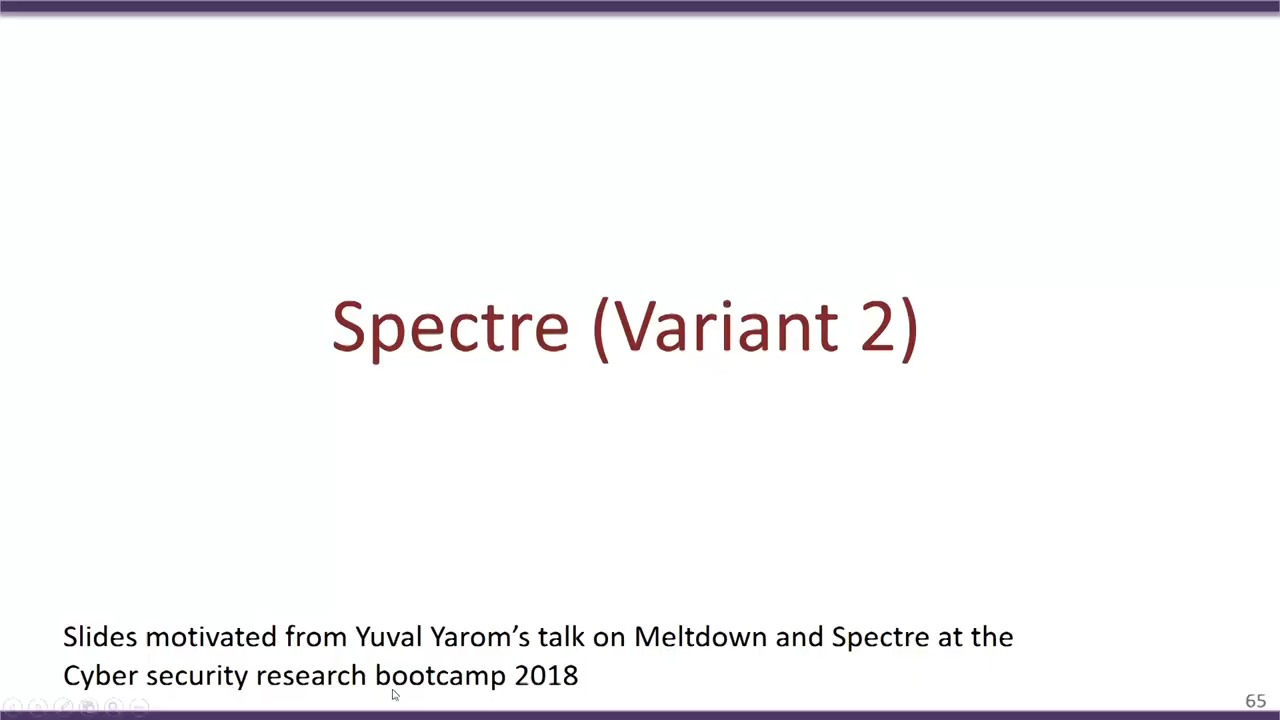 Spectre (Variant 2)
Slides motivated from Yuval Yarom’s talk on Meltdown and Spectre at the
Cyber security research bootcamp 2018
65